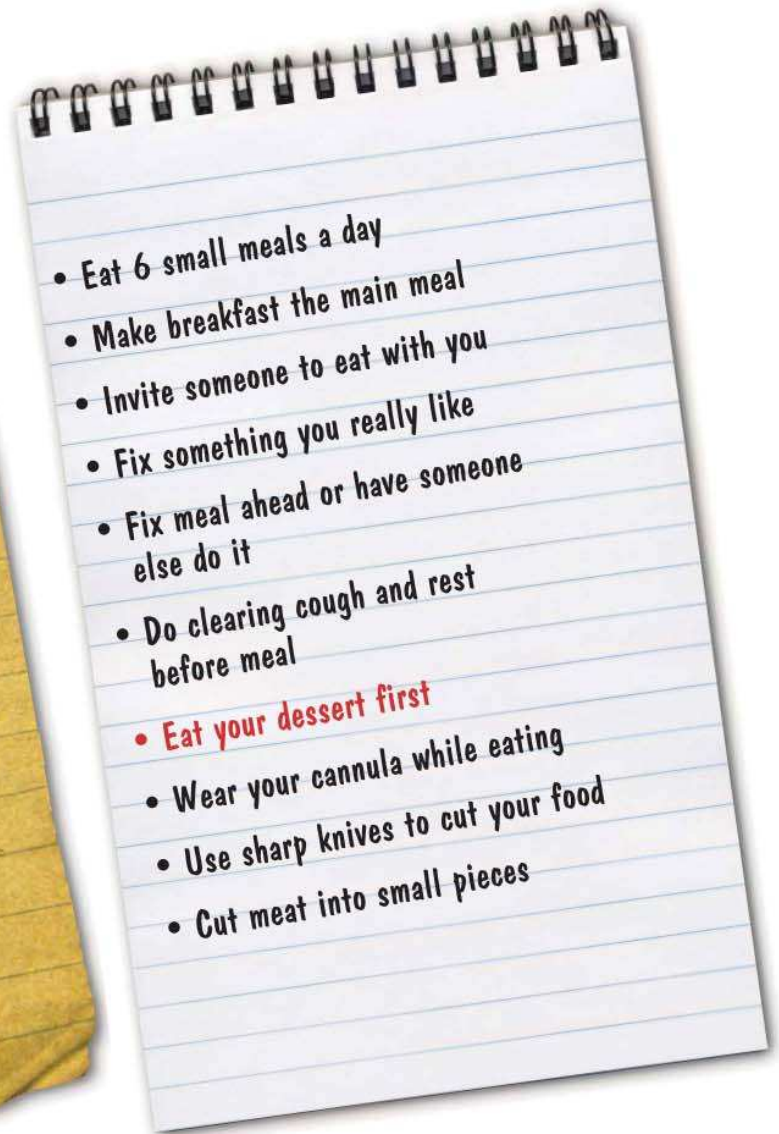 • Eat 6 small meals a day
• Make breakfast the main meal
• Invite someone to eat with you
• Fix something you really like
• Fix meal ahead or have someone
else do it
• Do clearing cough and rest
before meal
• Eat your dessert first
• Wear your cannula while eating
• Use sharp knives to cut your food
• Cut meat into small pieces